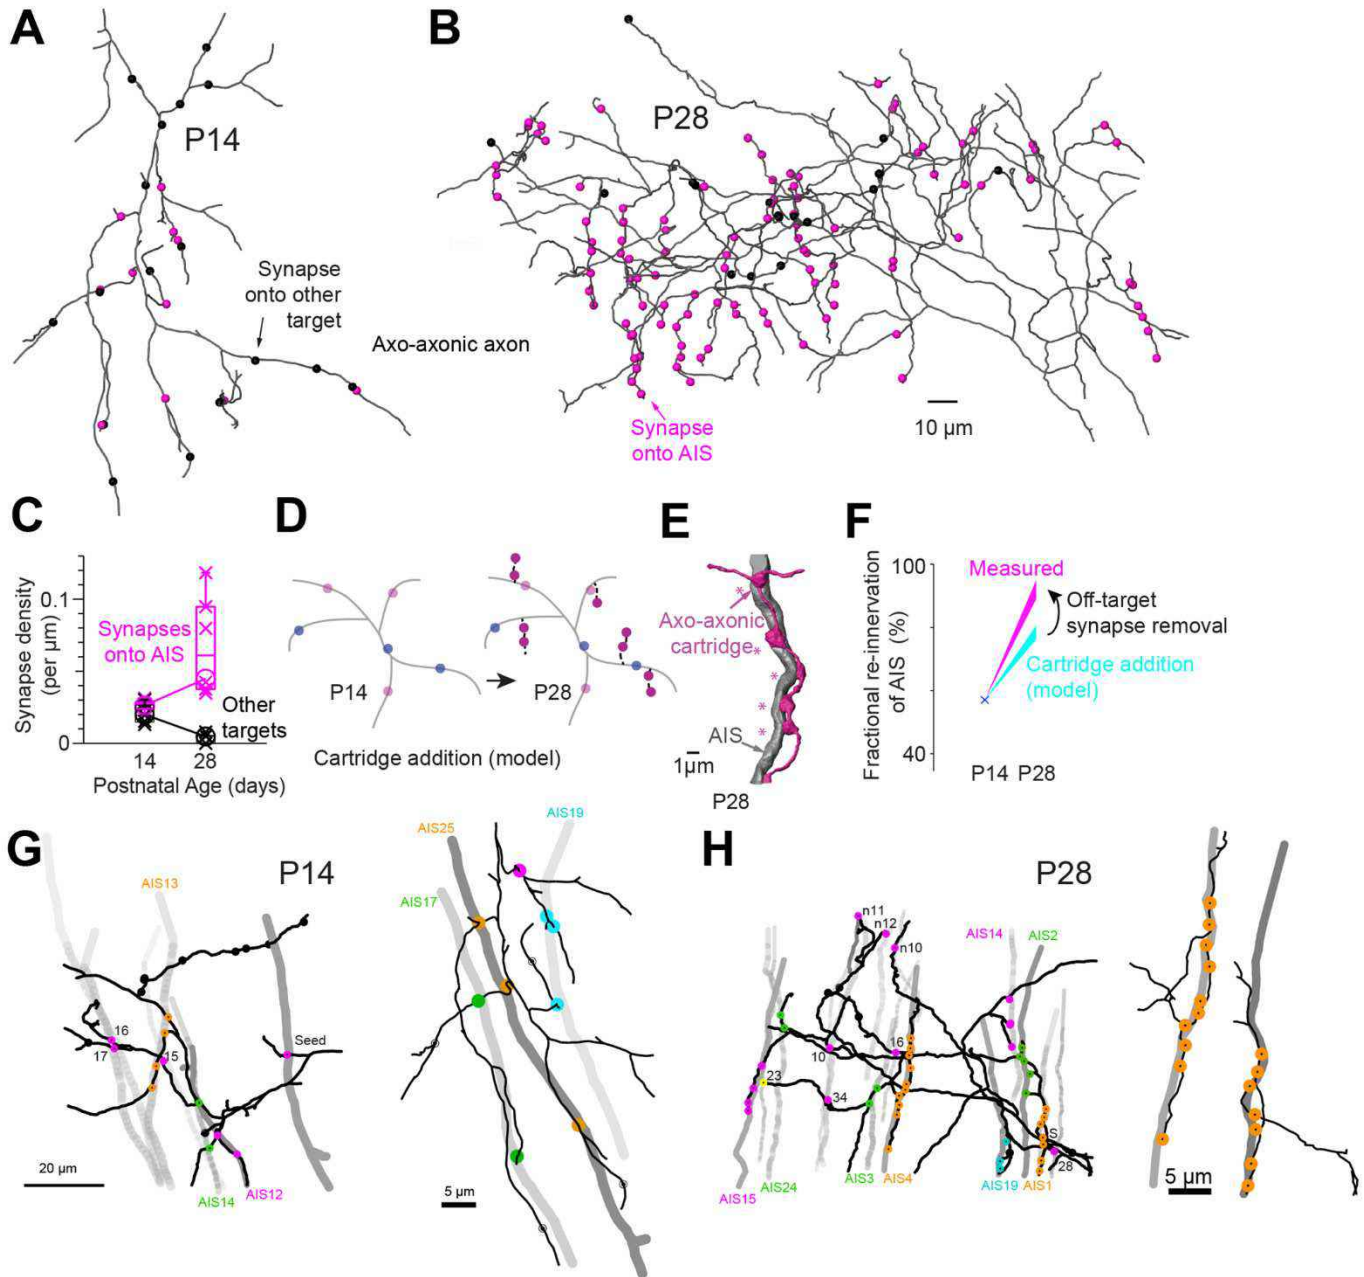 A
P14
Synapse
onto other
target
Axo-axonic axon
B
P28
Synapse
onto AIS
10 µm
C
Synapse density
(per µm)
0.1
0
Synapses
onto AIS
Other
targets
14
28
Postnatal Age (days)
D
P14
P28
Cartridge addition (model)
E
*
Axo-axonic
cartridge
*
*
*
*
AIS
1µm
P28
F
Fractional re-innervation
of AIS (%)
100
40
Measured
Off-target
synapse removal
Cartridge addition
(model)
P14 P28
G
P14
AIS13
16
17
15
Seed
20 µm
AIS14
AIS12
AIS25
AIS19
AIS17
5 µm
H
P28
n11
n12
n10
AIS14
AIS2
16
10
23
34
S
28
AIS3
AIS4
AIS24
AIS15
AIS19
AIS1
5 µm